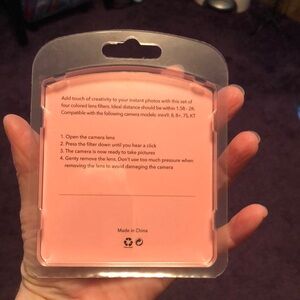 Add touch of creativity to your instant photos with this set of
four colored lens filters. Ideal distance should be within 1.5ft - 2ft.
Compatible with the following camera models: mini9, 8, 8+, 7S, KT
1. Open the camera lens
2. Press the filter down until you hear a click
3. The camera is now ready to take pictures
4. Genty remove the lens. Don't use too much pressure when
removing the lens to avoid damaging the camera
Made in China